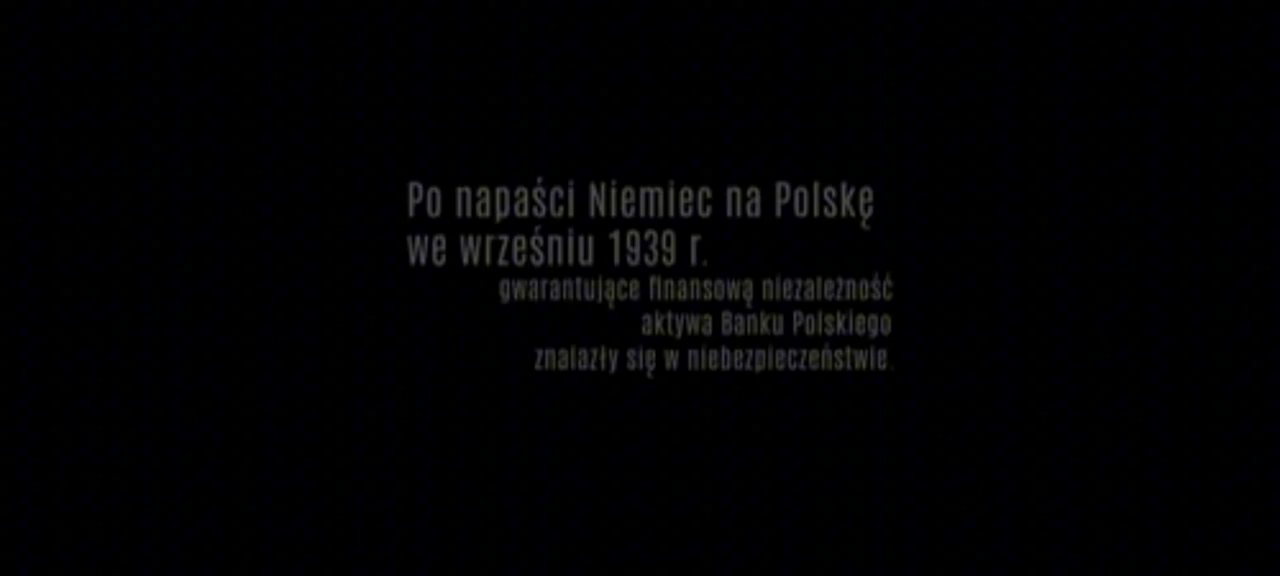 Po napaści Niemiec na Polskę
we wrześniu 1939 r.
gwarantujące finansową niezależność
aktywa Banku Polskiego
znalazły się w niebezpieczeństwie.